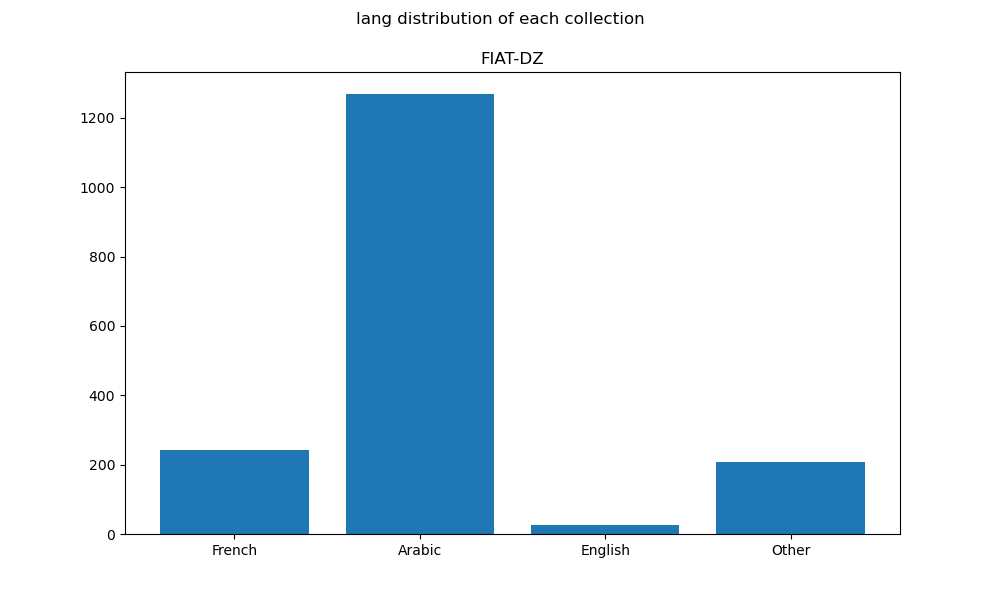 lang distribution of each collection
FIAT-DZ
1200
1000
800
600
400
200
0
French Arabic English Other